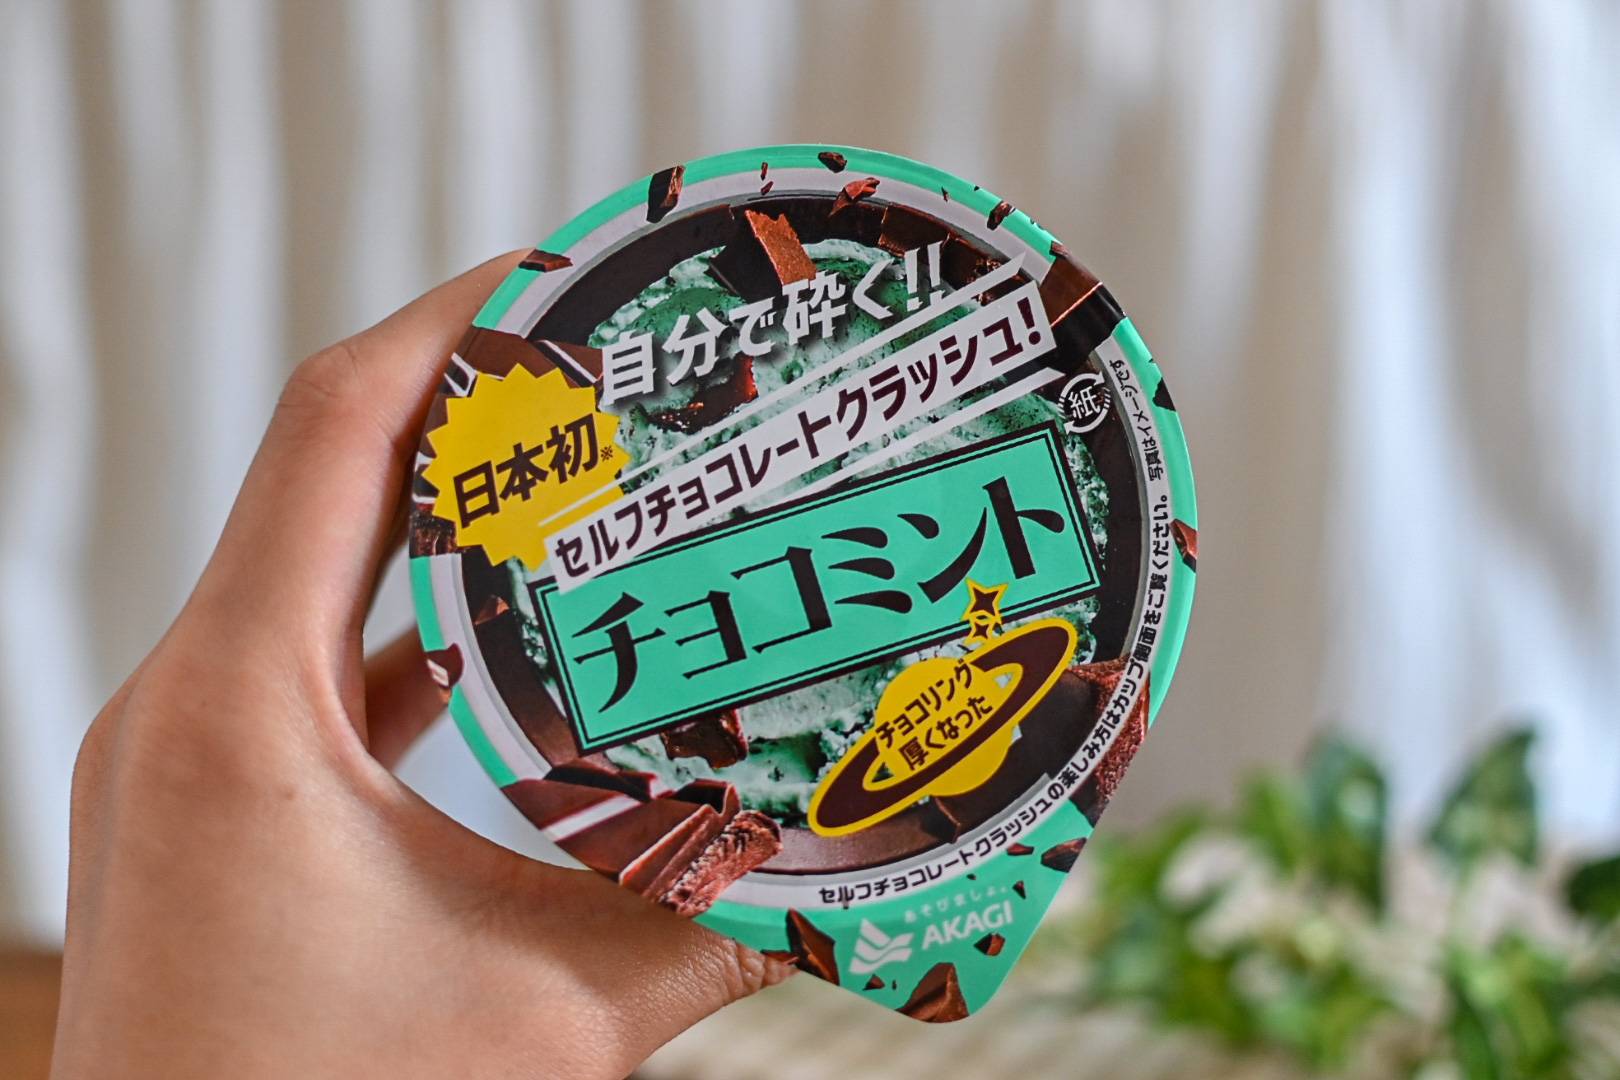 自分で砕く!!
セルフチョコレートクラッシュ!
日本初※
チョコミント
チョコリング
厚くなった
紙
セルフチョコレートクラッシュの楽しみ方はカップ側面をご覧ください。 写真はイメージです
あそびましょ。
AKAGI